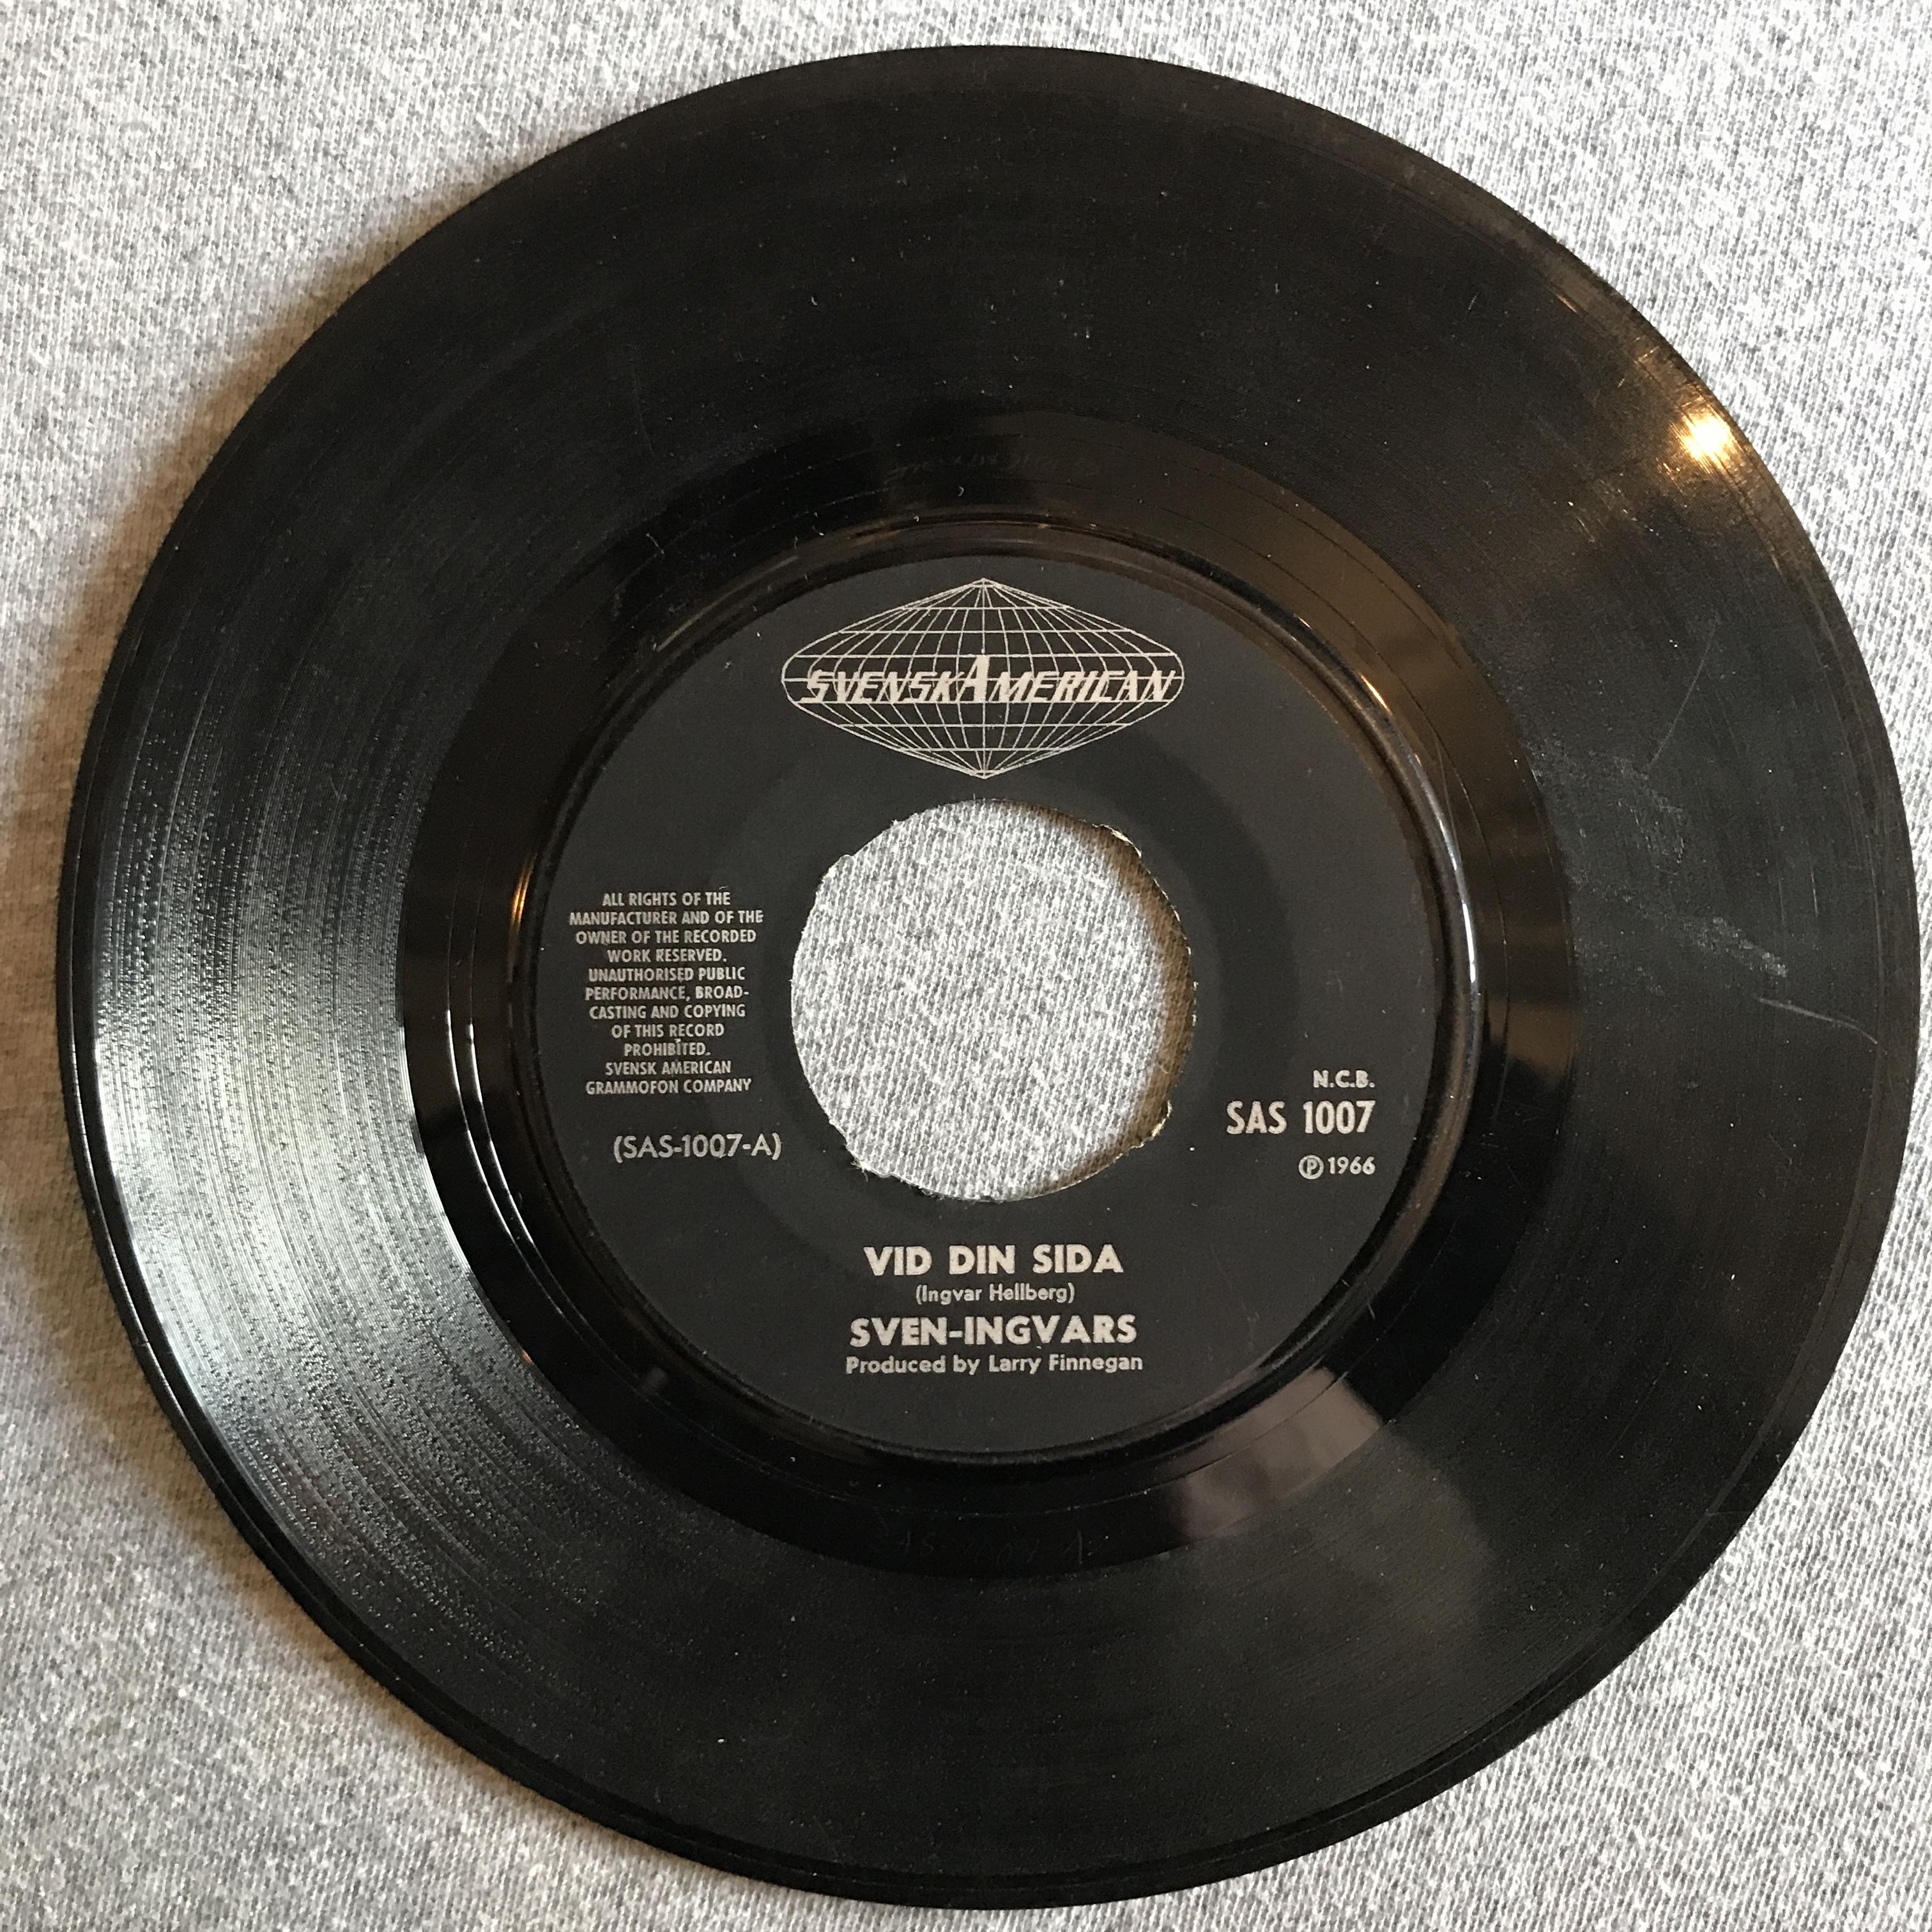 SVENSKAMERICAN
ALL RIGHTS OF THE
MANUFACTURER AND OF THE
OWNER OF THE RECORDED
WORK RESERVED.
UNAUTHORISED PUBLIC
PERFORMANCE, BROAD-
CASTING AND COPYING
OF THIS RECORD
PROHIBITED.
SVENSK AMERICAN
GRAMMOFON COMPANY
(SAS-1007-A)
N.C.B.
SAS 1007
Ⓟ 1966
VID DIN SIDA
(Ingvar Hellberg)
SVEN-INGVARS
Produced by Larry Finnegan